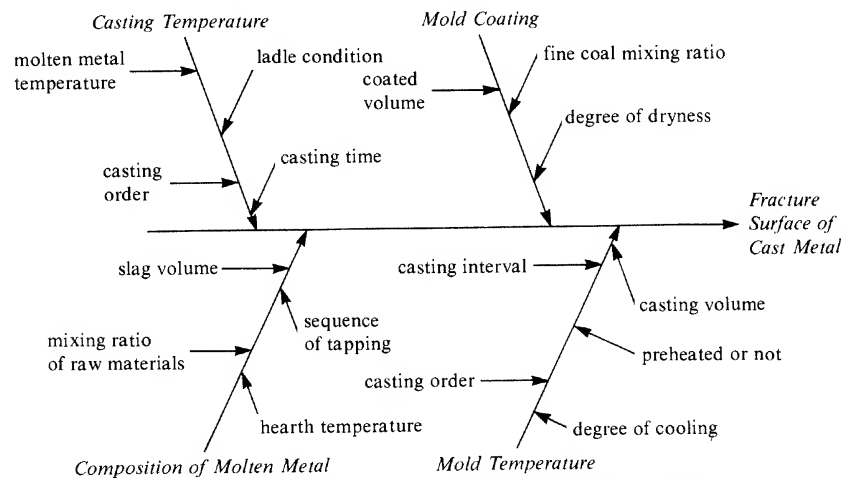 Casting Temperature
Mold Coating
molten metal
temperature
ladle condition
coated
volume
fine coal mixing ratio
degree of dryness
casting
order
casting time
Fracture
Surface of
Cast Metal
slag volume
casting interval
casting volume
sequence
of tapping
mixing ratio
of raw materials
preheated or not
casting order
hearth temperature
degree of cooling
Composition of Molten Metal
Mold Temperature